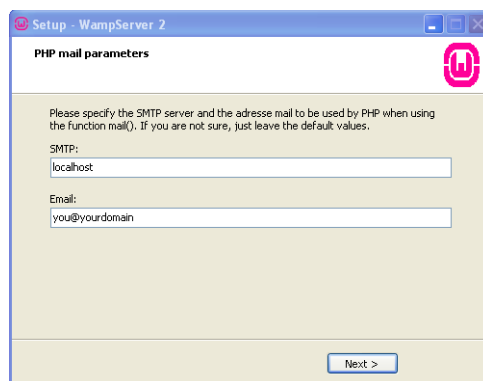 Setup - WampServer 2
PHP mail parameters
Please specify the SMTP server and the adresse mail to be used by PHP when using
the function mail(). If you are not sure, just leave the default values.
SMTP:
localhost
Email:
you@yourdomain
Next >